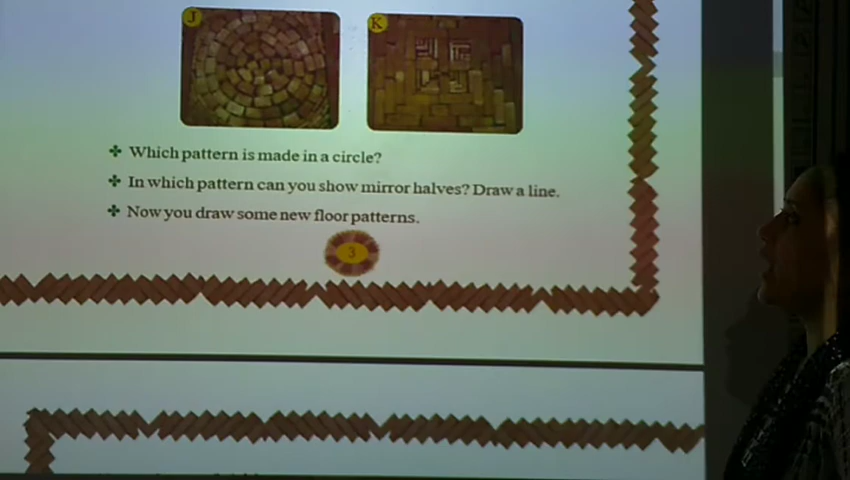 J
K
Which pattern is made in a circle?
In which pattern can you show mirror halves? Draw a line.
Now you draw some new floor patterns.
3